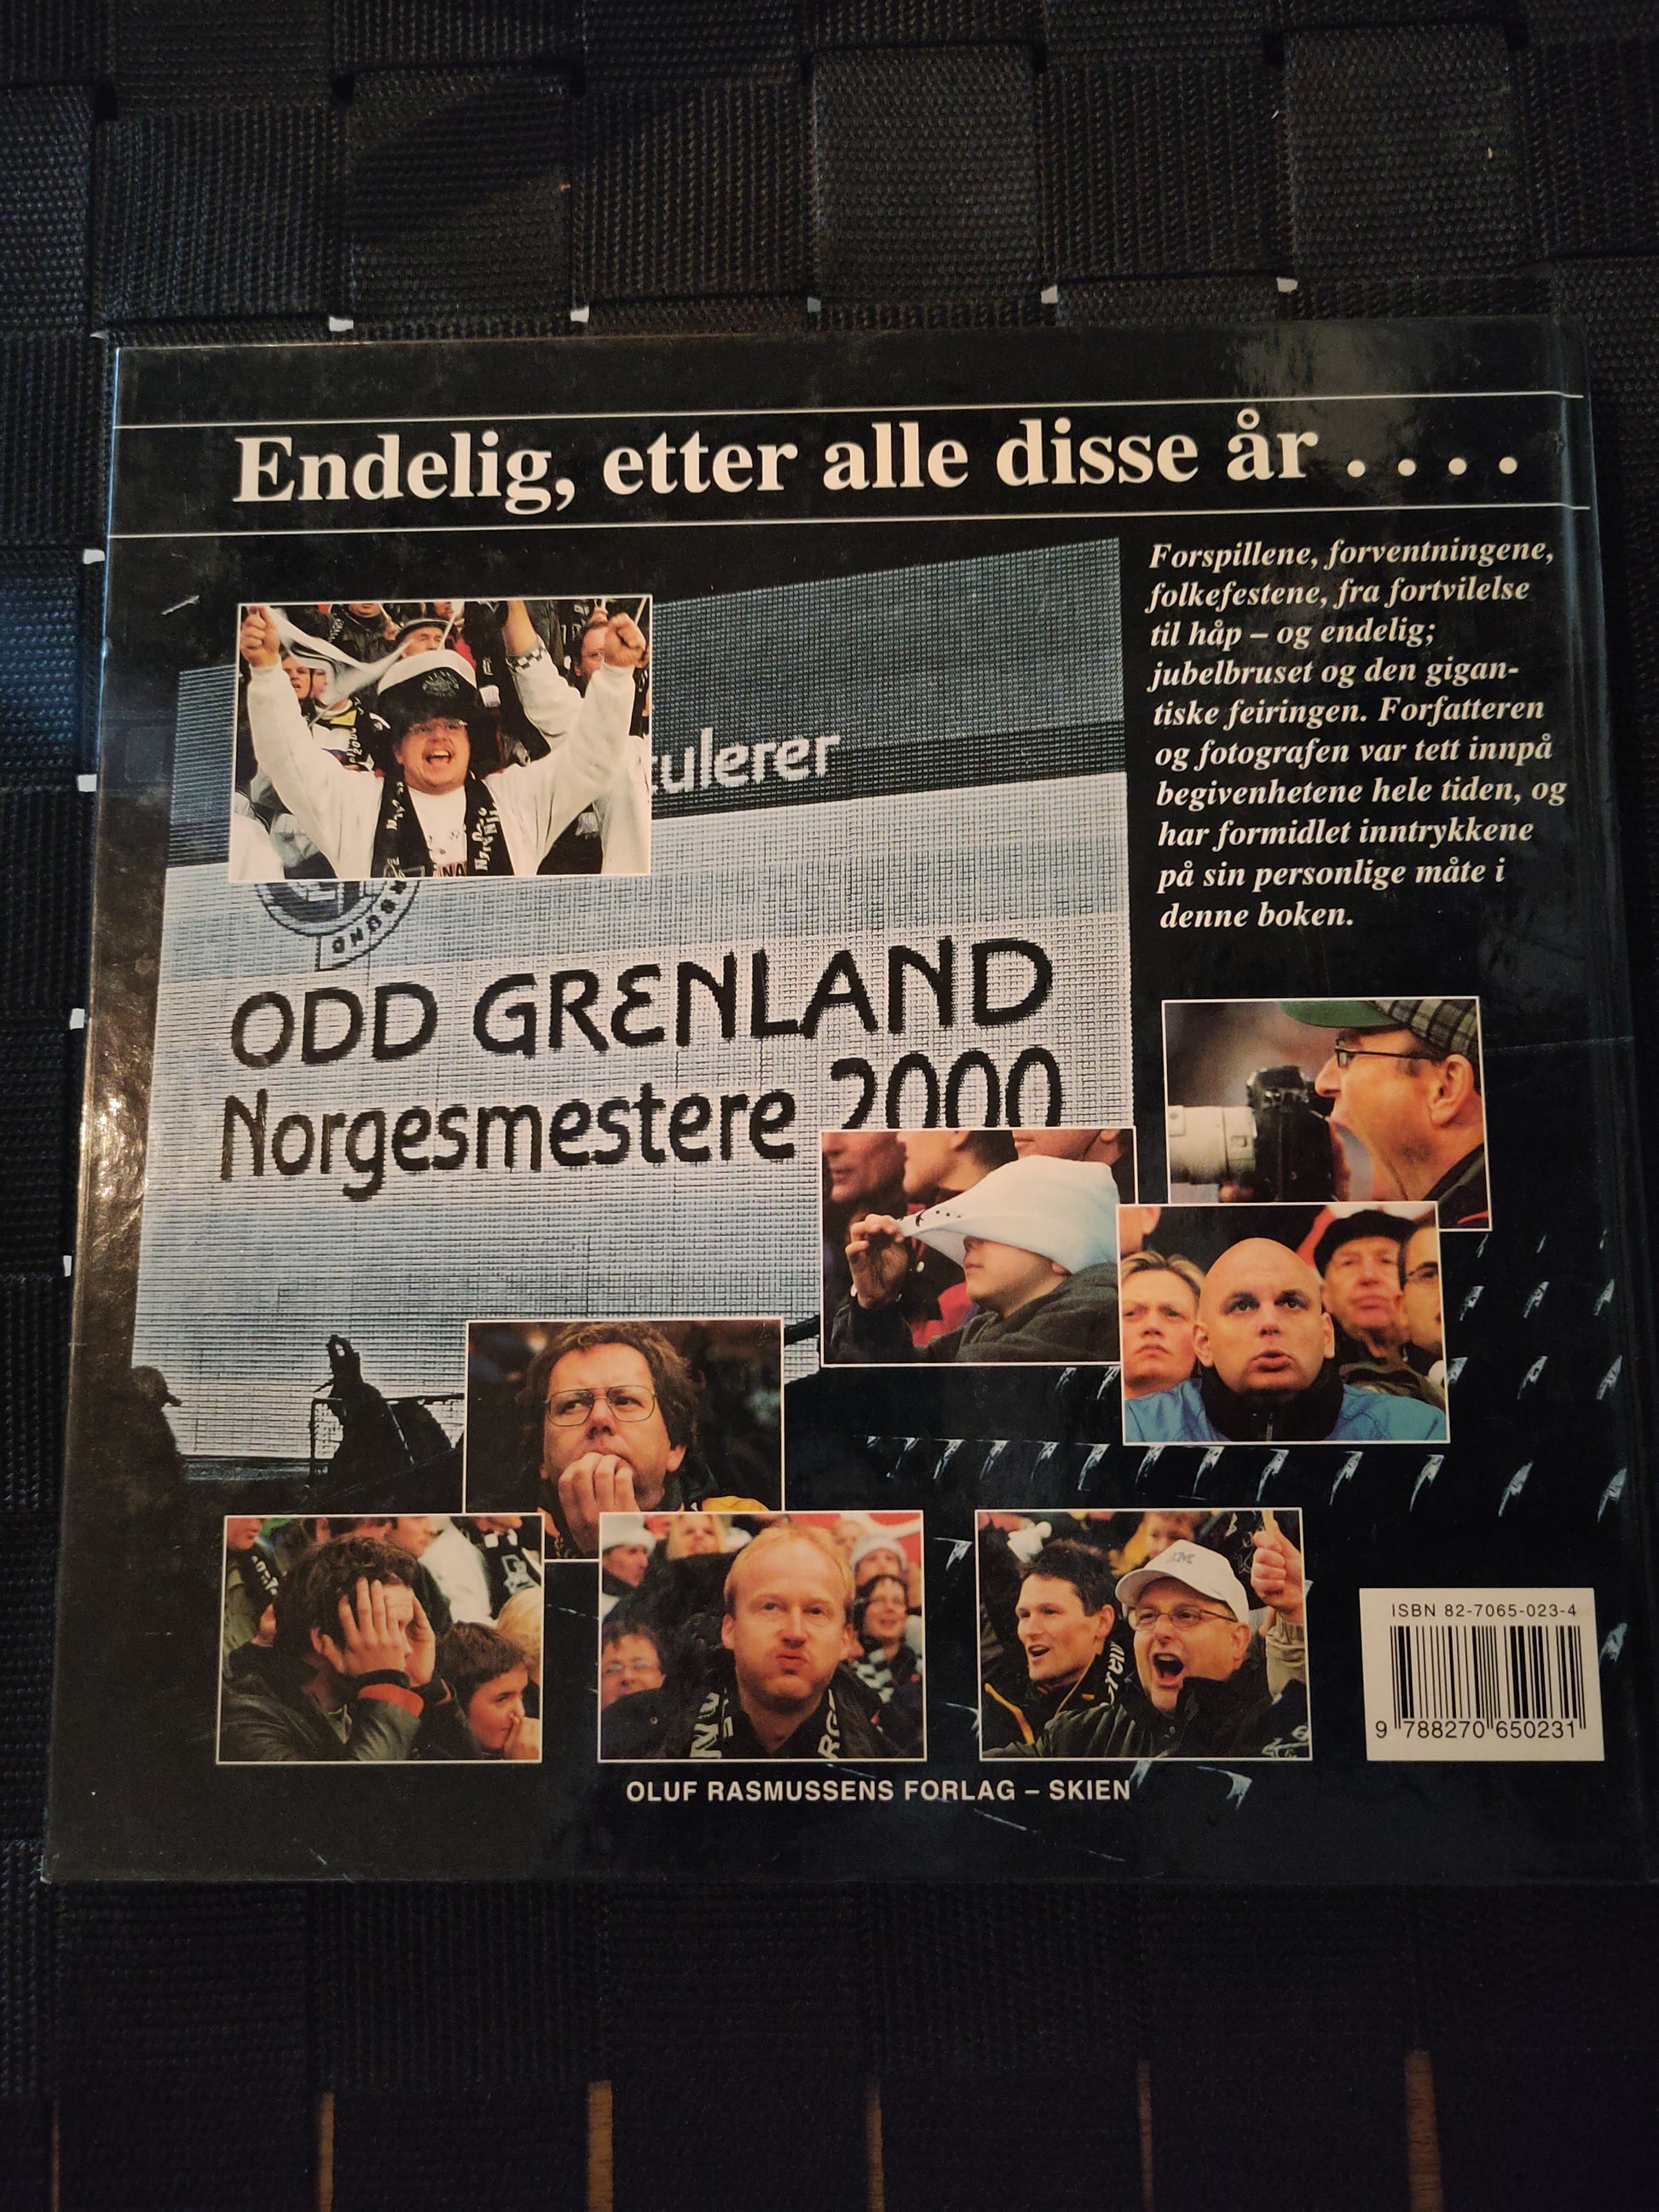 Endelig, etter alle disse år . . . .
Forspillene, forventningene,
folkefestene, fra fortvilelse
til håp – og endelig;
jubelbruset og den gigan-
tiske feiringen. Forfatteren
og fotografen var tett innpå
begivenhetene hele tiden, og
har formidlet inntrykkene
på sin personlige måte i
denne boken.
ulerer
ODD GRENLAND
Norgesmestere 2000
ISBN 82-7065-023-4
9 788270 650231
OLUF RASMUSSENS FORLAG – SKIEN